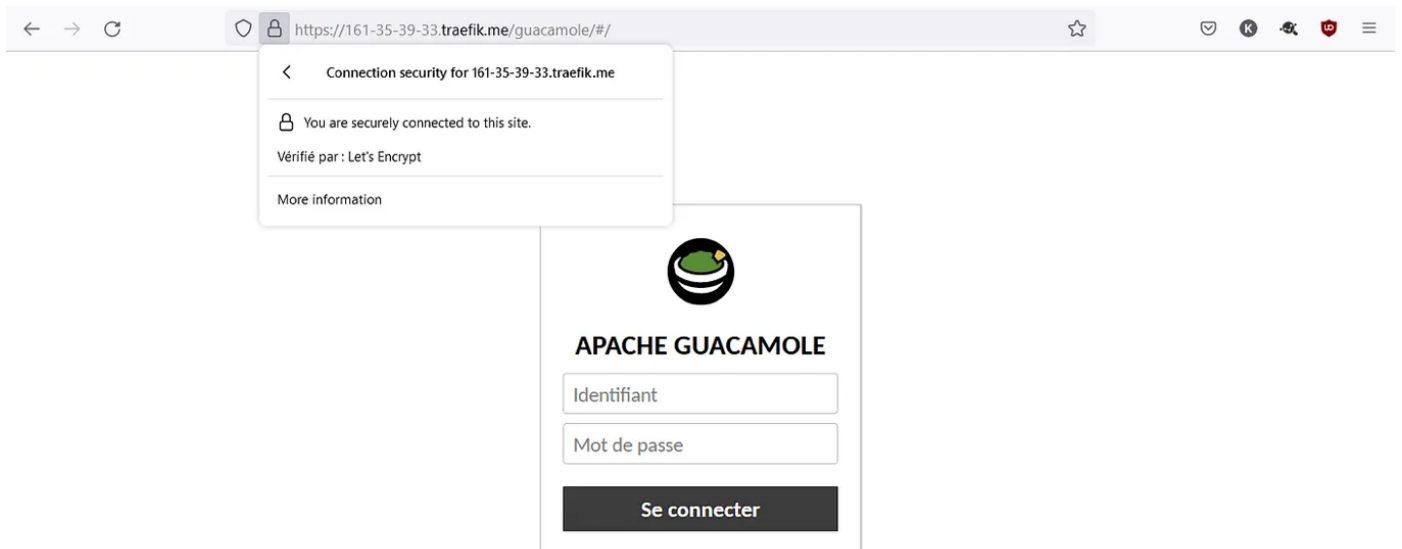 https://161-35-39-33.traefik.me/guacamole/#/
K
Connection security for 161-35-39-33.traefik.me
You are securely connected to this site.
Vérifié par : Let's Encrypt
More information
APACHE GUACAMOLE
Identifiant
Mot de passe
Se connecter